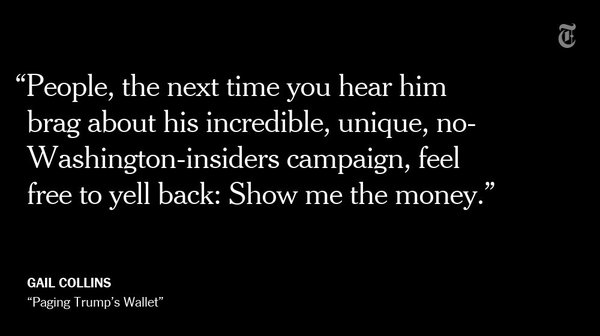 “People, the next time you hear him
brag about his incredible, unique, no-
Washington-insiders campaign, feel
free to yell back: Show me the money.”
GAIL COLLINS
“Paging Trump’s Wallet”